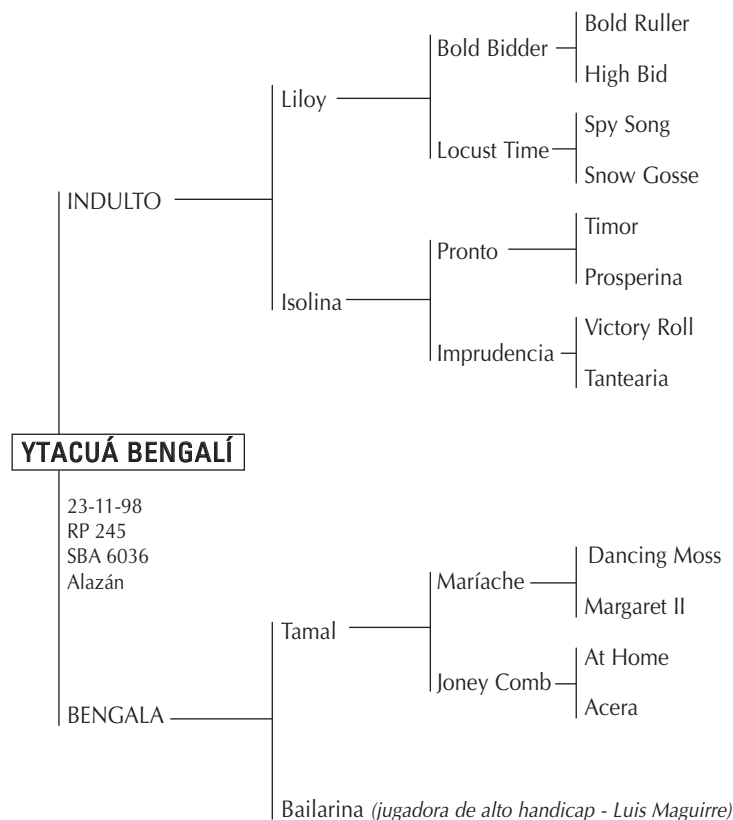 Bold Ruller
Bold Bidder
High Bid
Liloy
Spy Song
Locust Time
Snow Gosse
INDULTO
Timor
Pronto
Prosperina
Isolina
Victory Roll
Imprudencia
Tantearia
YTACUÁ BENGALÍ
23-11-98
RP 245
SBA 6036
Alazán
Dancing Moss
Maríache
Margaret II
Tamal
At Home
Joney Comb
Acera
BENGALA
Bailarina (jugadora de alto handicap - Luis Maguirre)